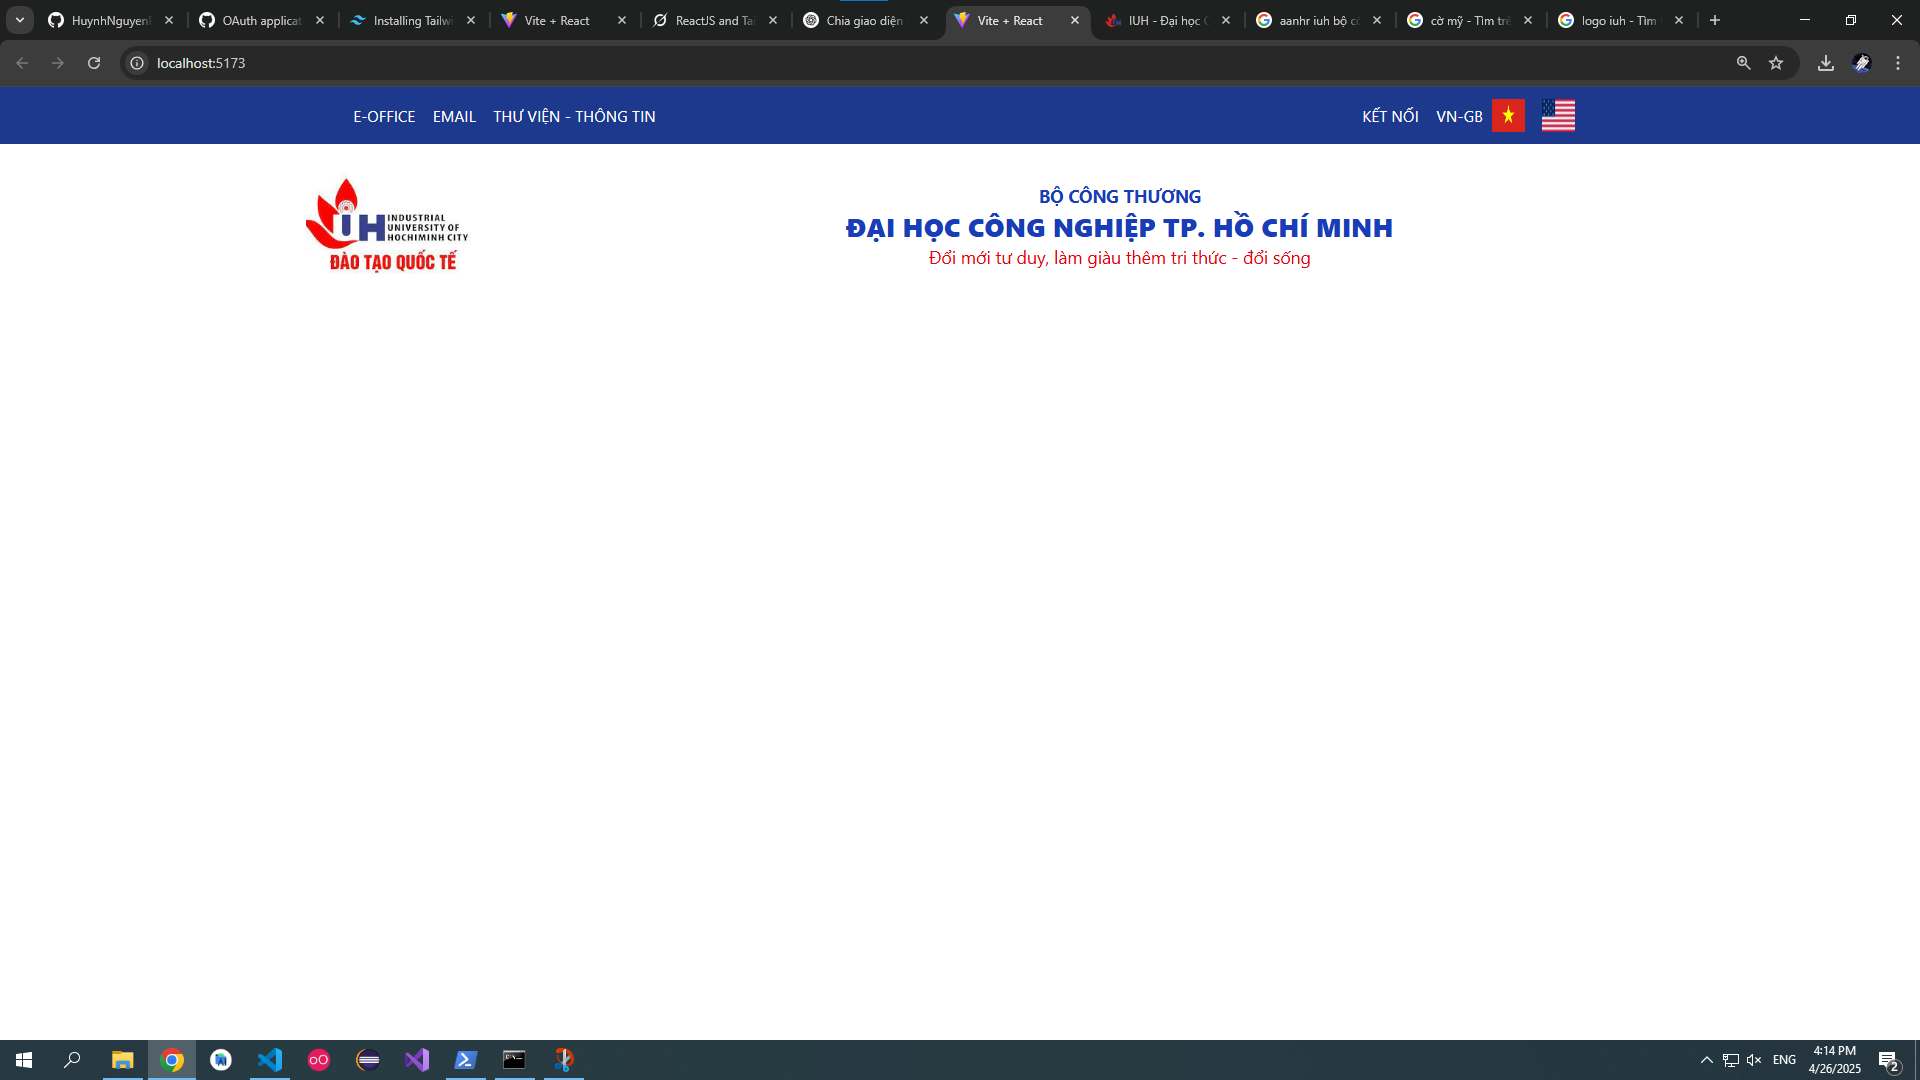 HuynhNguyen
OAuth applicat
Installing Tailwi
Vite + React
ReactJS and Tai
Chia giao diện
Vite + React
IUH - Đại học C
aanhr iuh bộ cô
cờ mỹ - Tìm trê
logo iuh - Tìm
localhost:5173
E-OFFICE EMAIL THƯ VIỆN - THÔNG TIN KẾT NỐI VN-GB
IUH INDUSTRIAL
UNIVERSITY OF
HOCHIMINH CITY
ĐÀO TẠO QUỐC TẾ
BỘ CÔNG THƯƠNG
ĐẠI HỌC CÔNG NGHIỆP TP. HỒ CHÍ MINH
Đổi mới tư duy, làm giàu thêm tri thức - đổi sống
ENG
4:14 PM
4/26/2025
2